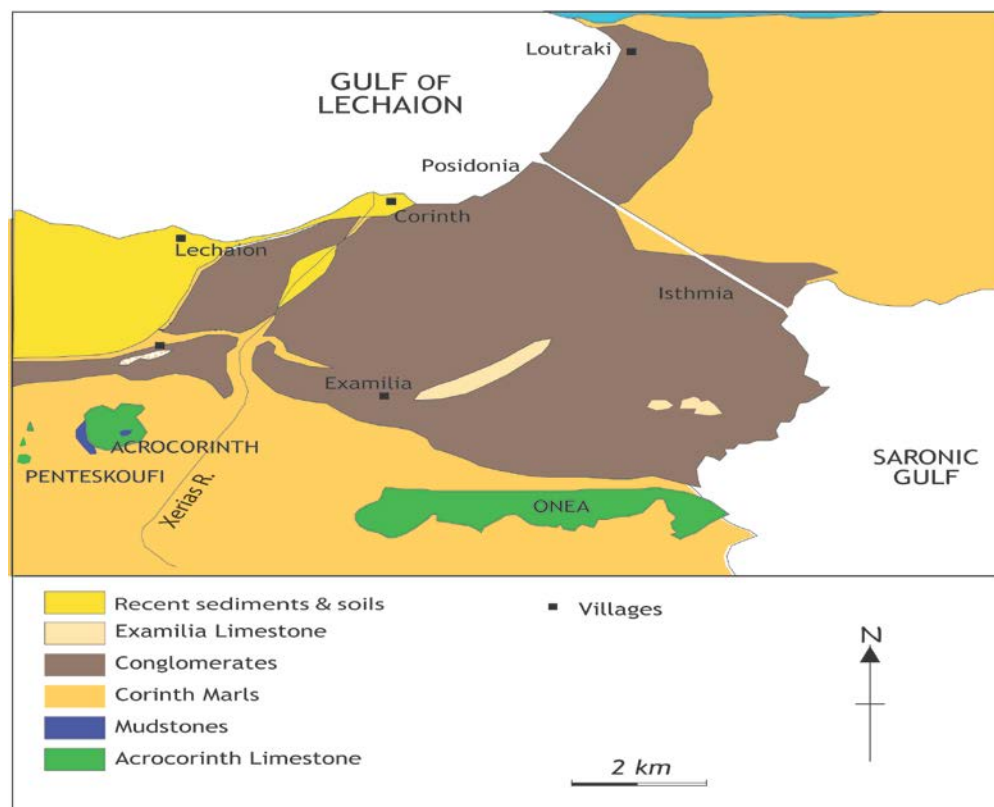 Loutraki
GULF OF
LECHAION
Posidonia
Corinth
Lechaion
Isthmia
Examilia
ACROCORINTH
PENTESKOUFI
Xerias R.
SARONIC
GULF
ONEA
Recent sediments & soils
Villages
Examilia Limestone
Conglomerates
Corinth Marls
Mudstones
Acrocorinth Limestone
N
2 km